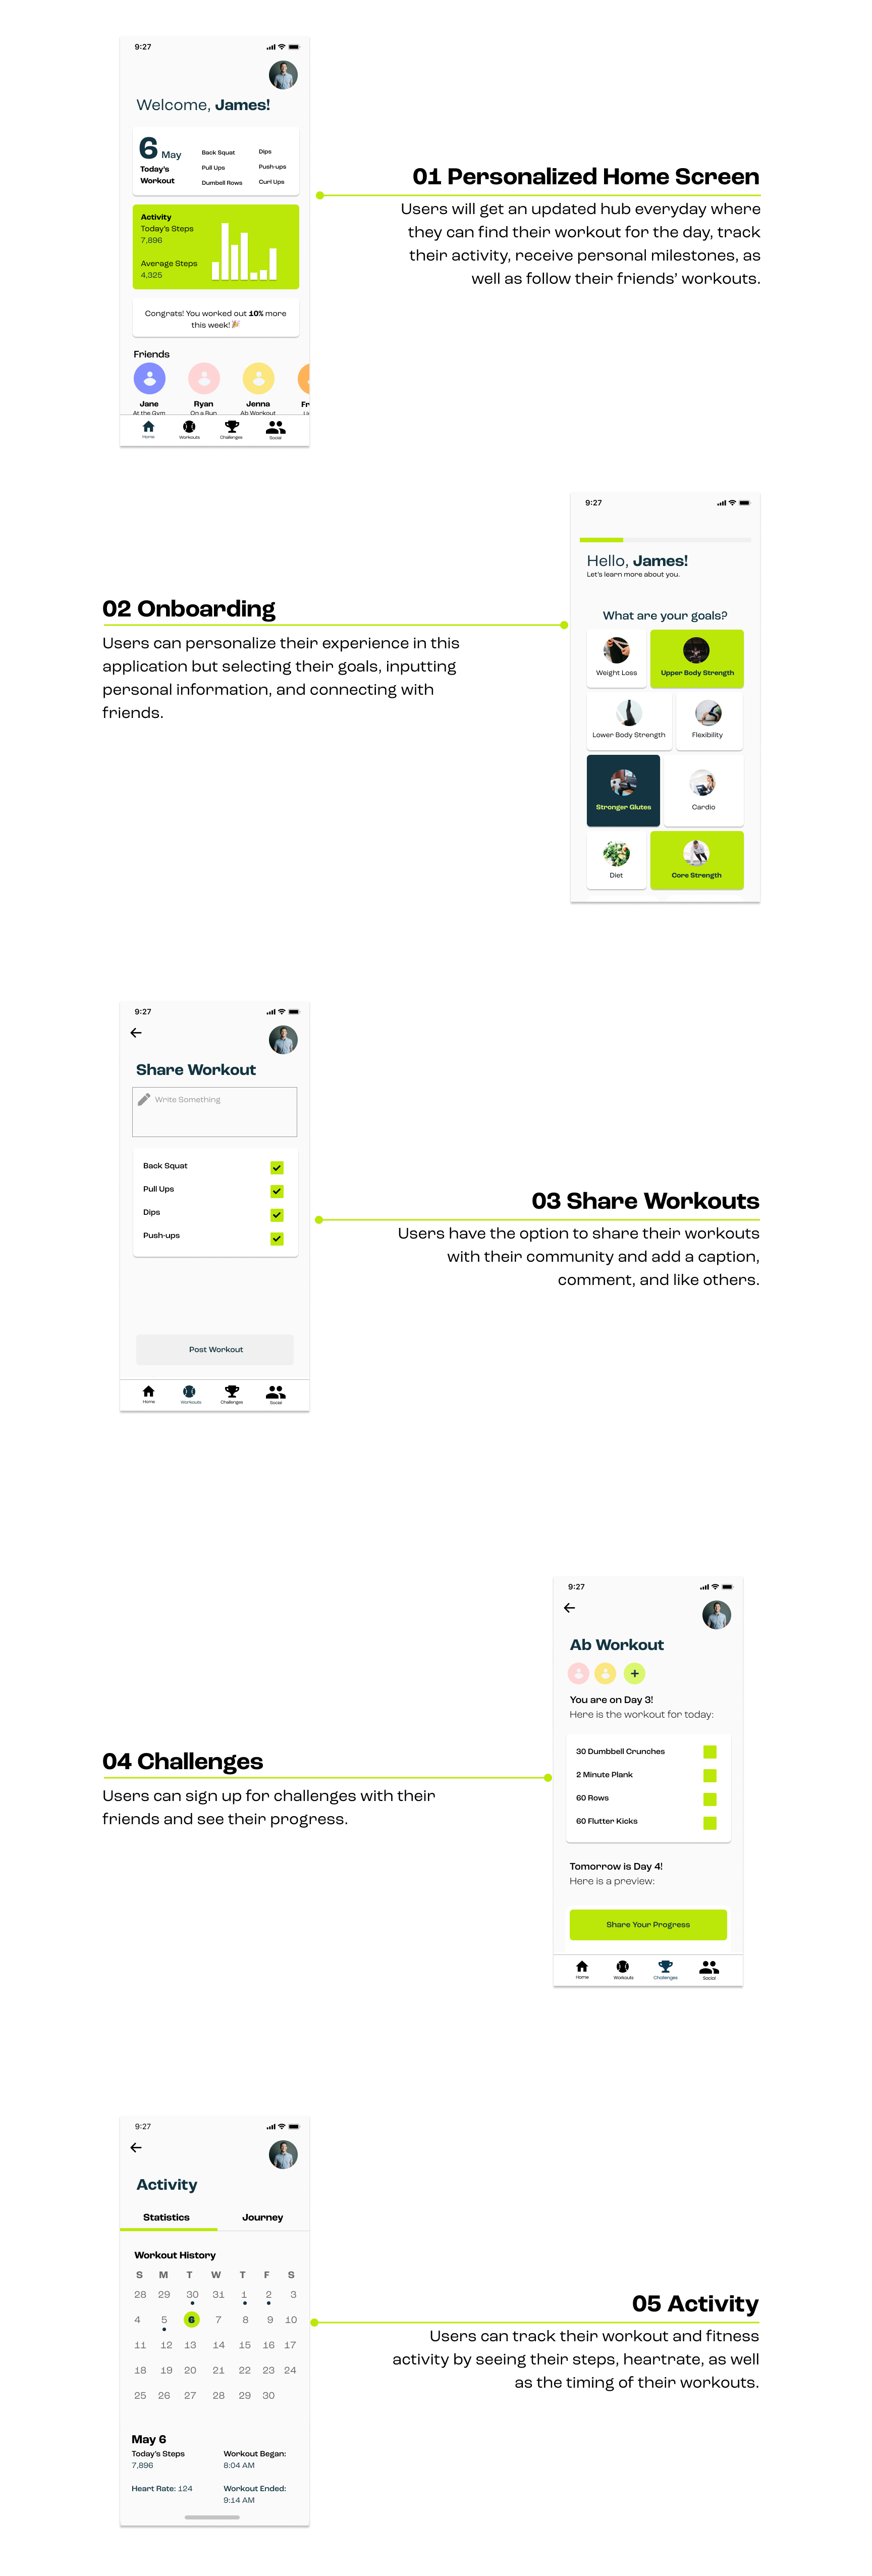 9:27
Welcome, James!
6 May
Today's
Workout
Back Squat
Pull Ups
Dumbell Rows
Dips
Push-ups
Curl Ups
Activity
Today's Steps
7,896
Average Steps
4,325
Congrats! You worked out 10% more
this week!🎉
Friends
Jane
At the Gym
Ryan
On a Run
Jenna
Ab Workout
Fr
Home
Workouts
Challenges
Social
01 Personalized Home Screen
Users will get an updated hub everyday where
they can find their workout for the day, track
their activity, receive personal milestones, as
well as follow their friends' workouts.
02 Onboarding
Users can personalize their experience in this
application but selecting their goals, inputting
personal information, and connecting with
friends.
9:27
Hello, James!
Let's learn more about you.
What are your goals?
Weight Loss
Upper Body Strength
Lower Body Strength
Flexibility
Stronger Glutes
Cardio
Diet
Core Strength
9:27
Share Workout
Write Something
Back Squat
Pull Ups
Dips
Push-ups
Post Workout
Home
Workouts
Challenges
Social
03 Share Workouts
Users have the option to share their workouts
with their community and add a caption,
comment, and like others.
04 Challenges
Users can sign up for challenges with their
friends and see their progress.
9:27
Ab Workout
You are on Day 3!
Here is the workout for today:
30 Dumbbell Crunches
2 Minute Plank
60 Rows
60 Flutter Kicks
Tomorrow is Day 4!
Here is a preview:
Share Your Progress
Home
Workouts
Challenges
Social
9:27
Activity
Statistics
Journey
Workout History
S M T W T F S
28 29 30 31 1 2 3
4 5 6 7 8 9 10
11 12 13 14 15 16 17
18 19 20 21 22 23 24
25 26 27 28 29 30
May 6
Today's Steps
7,896
Heart Rate: 124
Workout Began:
8:04 AM
Workout Ended:
9:14 AM
05 Activity
Users can track their workout and fitness
activity by seeing their steps, heartrate, as well
as the timing of their workouts.